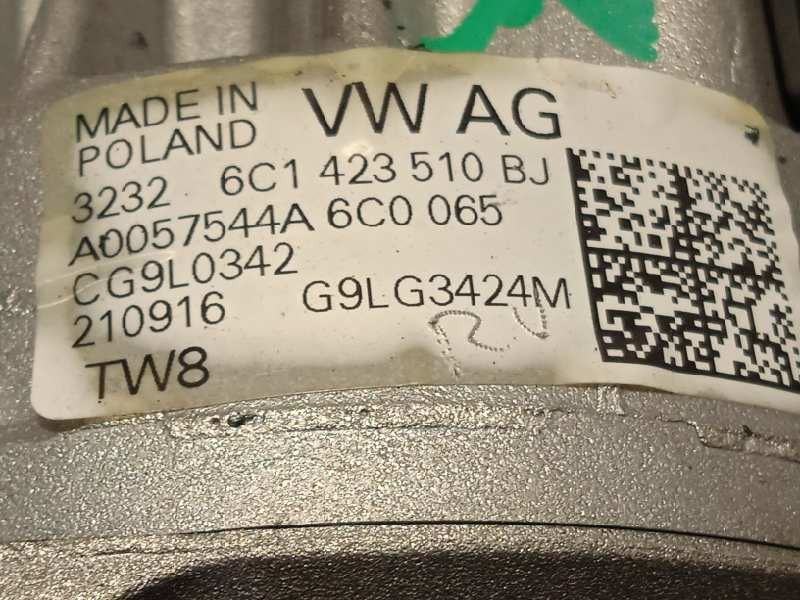 MADE IN
POLAND VW AG
3232 6C1 423 510 BJ
A0057544A 6C0 065
CG9L0342
210916 G9LG3424M
TW8